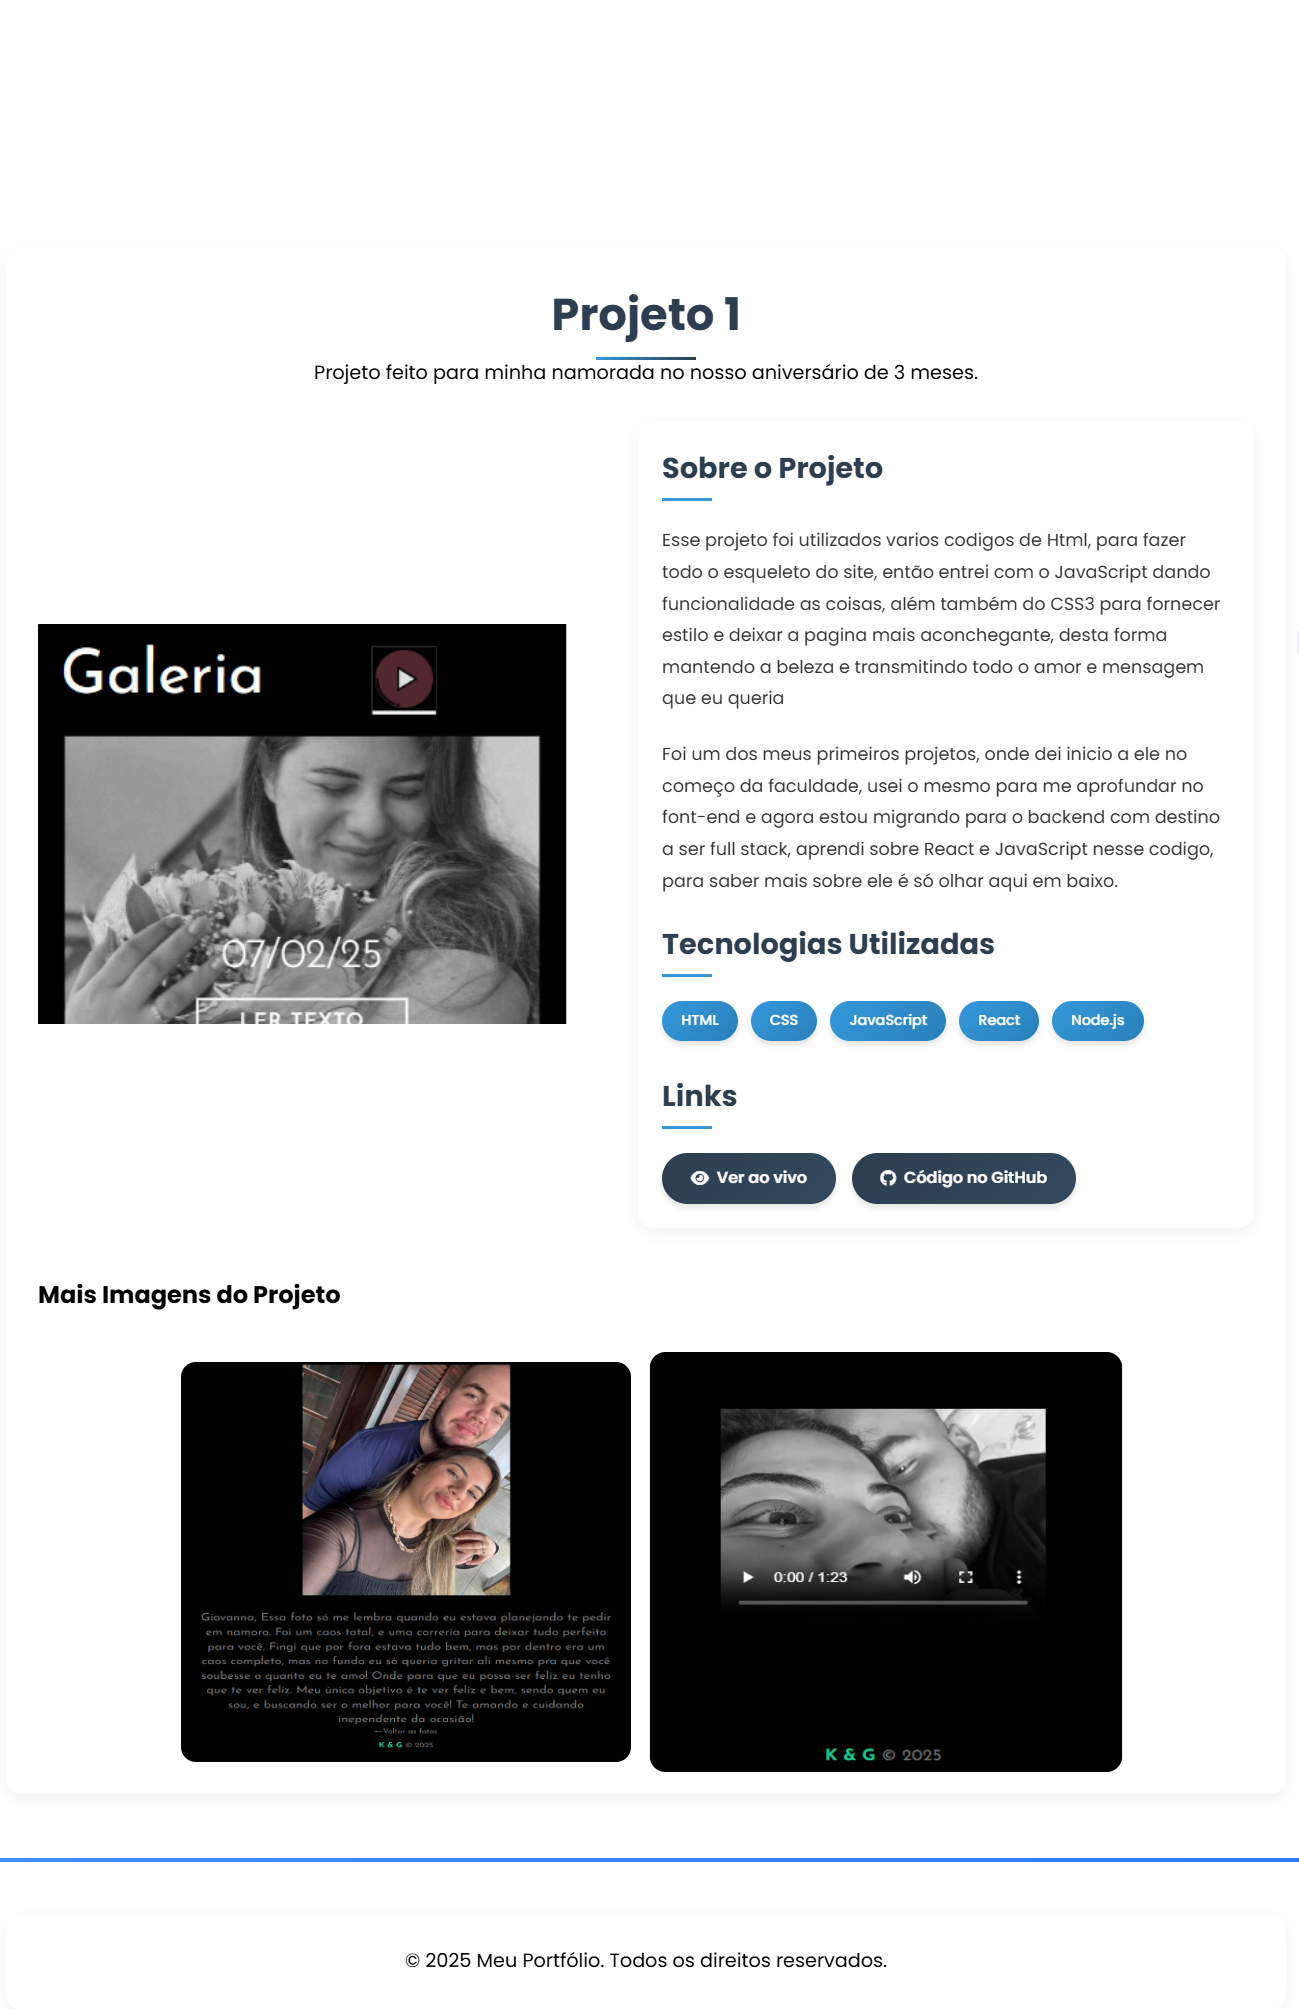 Projeto 1
Projeto feito para minha namorada no nosso aniversário de 3 meses.
Galeria
07/02/25
LER TEXTO
Sobre o Projeto
Esse projeto foi utilizados varios codigos de Html, para fazer
todo o esqueleto do site, então entrei com o JavaScript dando
funcionalidade as coisas, além também do CSS3 para fornecer
estilo e deixar a pagina mais aconchegante, desta forma
mantendo a beleza e transmitindo todo o amor e mensagem
que eu queria
Foi um dos meus primeiros projetos, onde dei inicio a ele no
começo da faculdade, usei o mesmo para me aprofundar no
font-end e agora estou migrando para o backend com destino
a ser full stack, aprendi sobre React e JavaScript nesse codigo,
para saber mais sobre ele é só olhar aqui em baixo.
Tecnologias Utilizadas
HTML CSS JavaScript React Node.js
Links
Ver ao vivo Código no GitHub
Mais Imagens do Projeto
Giovanna, Essa foto só me lembra quando eu estava planejando te pedir
em namoro. Foi um caos total, e uma correria para deixar tudo perfeito
para você. Fingi que por fora estava tudo bem, mas por dentro era um
caos completo, mas no fundo eu só queria gritar ali mesmo pra que você
soubesse o quanto eu te amo! Onde para que eu possa ser feliz eu tenho
que te ver feliz. Meu único objetivo é te ver feliz e bem, sendo quem eu
sou, e buscando ser o melhor para você! Te amando e cuidando
inependente da ocasião!
<--Voltar as fotos
K & G © 2025
0:00 / 1:23
K & G © 2025
© 2025 Meu Portfólio. Todos os direitos reservados.